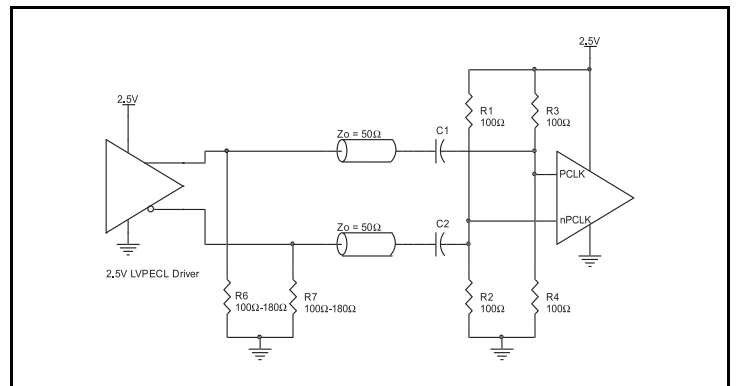 2.5V
2.5V
R1
100Ω
R3
100Ω
Zo = 50Ω
C1
PCLK
nPCLK
Zo = 50Ω
C2
2.5V LVPECL Driver
R6
100Ω-180Ω
R7
100Ω-180Ω
R2
100Ω
R4
100Ω